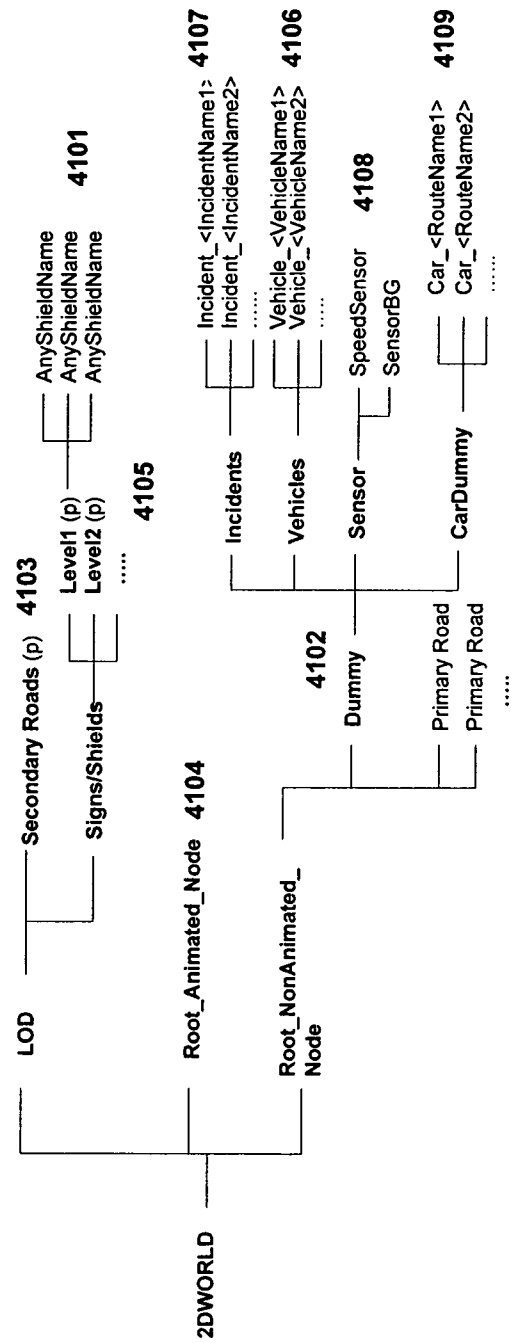 2DWORLD
LOD
Secondary Roads (p) 4103
Signs/Shields
Level1 (p)
Level2 (p)
.....
4105
AnyShieldName
AnyShieldName
AnyShieldName
4101
Root_Animated_Node 4104
Root_NonAnimated_
Node
4102
Dummy
Primary Road
Primary Road
.....
Incidents
Incident_<IncidentName1>
Incident_<IncidentName2>
......
4107
Vehicles
Vehicle_<VehicleName1>
Vehicle_<VehicleName2>
.....
4106
Sensor
SpeedSensor
SensorBG
4108
CarDummy
Car_<RouteName1>
Car_<RouteName2>
......
4109